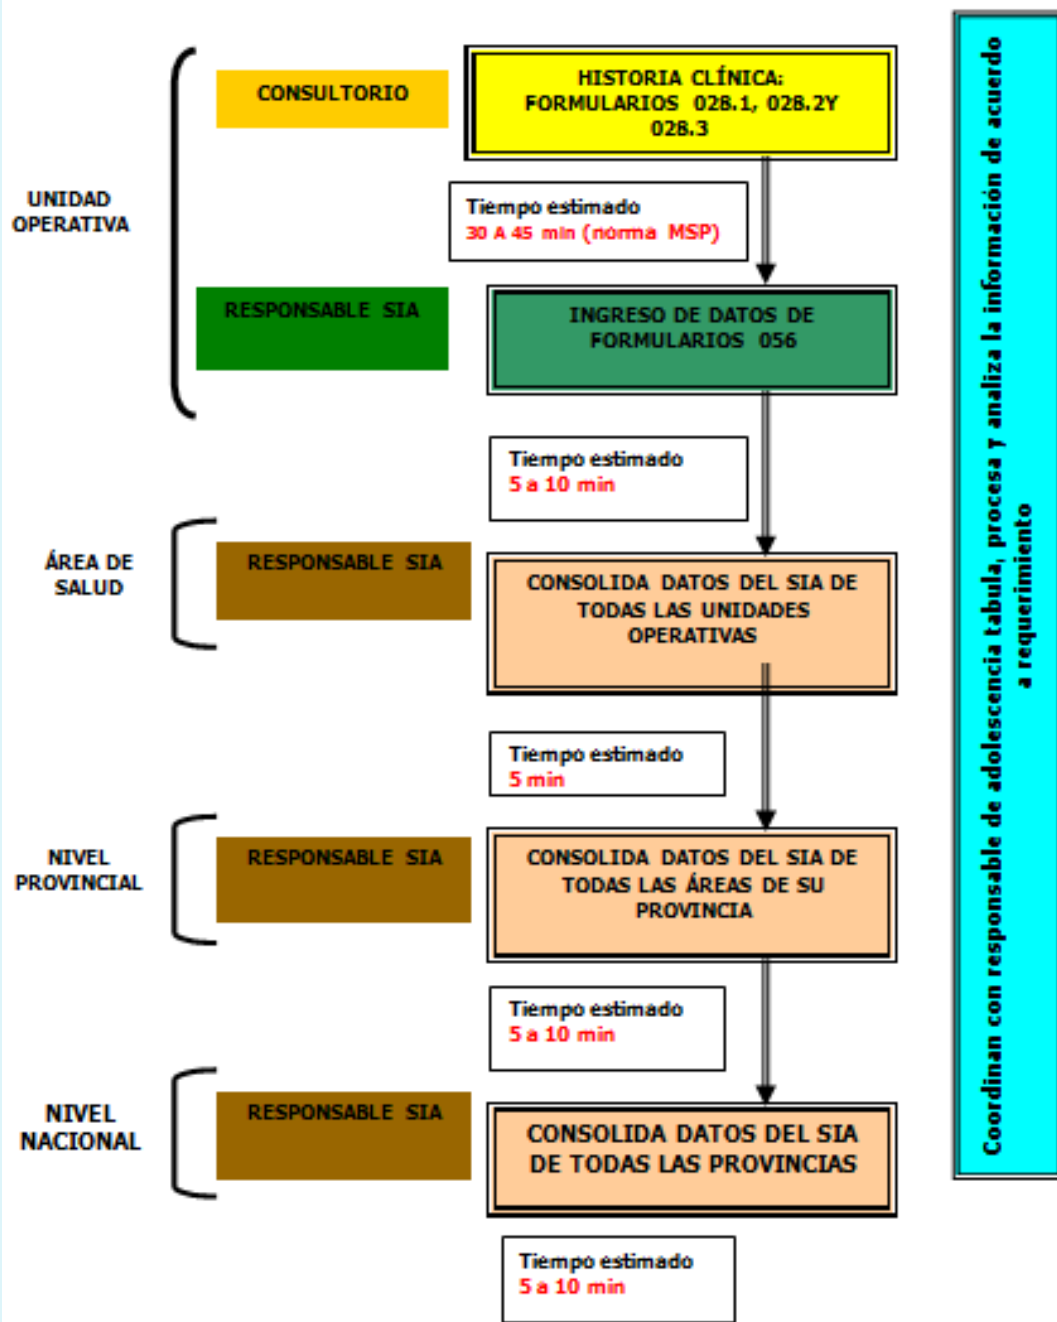 UNIDAD
OPERATIVA
CONSULTORIO
HISTORIA CLÍNICA:
FORMULARIOS 028.1, 028.2Y
028.3
Tiempo estimado
30 A 45 min (norma MSP)
RESPONSABLE SIA
INGRESO DE DATOS DE
FORMULARIOS 056
Tiempo estimado
5 a 10 min
ÁREA DE
SALUD
RESPONSABLE SIA
CONSOLIDA DATOS DEL SIA DE
TODAS LAS UNIDADES
OPERATIVAS
Tiempo estimado
5 min
NIVEL
PROVINCIAL
RESPONSABLE SIA
CONSOLIDA DATOS DEL SIA DE
TODAS LAS ÁREAS DE SU
PROVINCIA
Tiempo estimado
5 a 10 min
NIVEL
NACIONAL
RESPONSABLE SIA
CONSOLIDA DATOS DEL SIA
DE TODAS LAS PROVINCIAS
Tiempo estimado
5 a 10 min
Coordinan con responsable de adolescencia tabula, procesa y analiza la información de acuerdo
a requerimiento